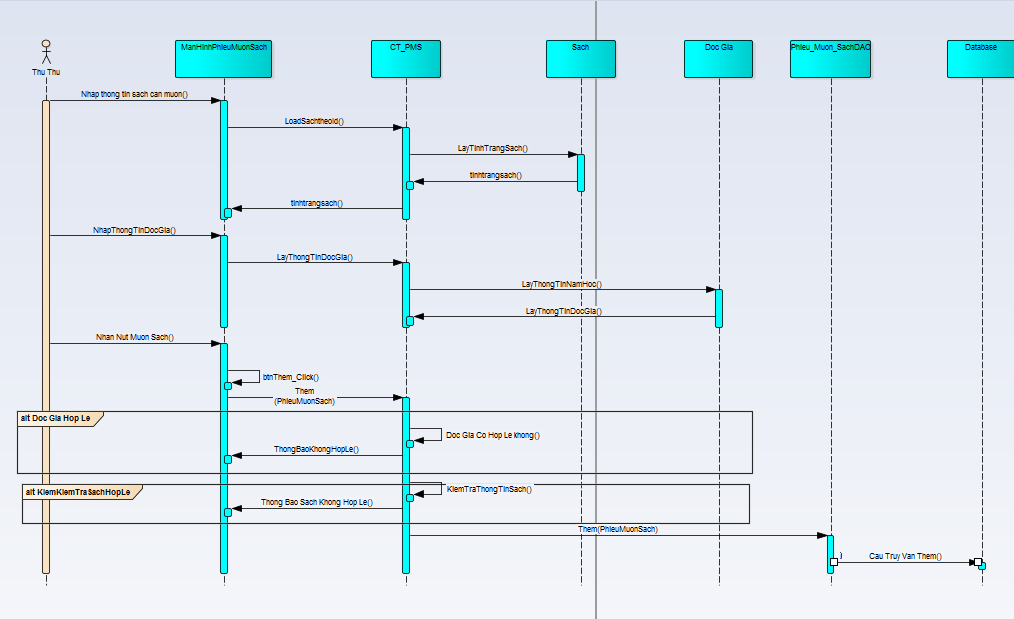 ManHinhPhieuMuonSach
CT_PMS
Sach
Doc Gia
Phieu_Muon_SachDAO
Database
Thu Thu
Nhap thong tin sach can muon()
LoadSachtheoId()
LayTinhTrangSach()
tinhtrangsach()
tinhtrangsach()
NhapThongTinDocGia()
LayThongTinDocGia()
LayThongTinNamHoc()
LayThongTinDocGia()
Nhan Nut Muon Sach()
btnThem_Click()
Them
(PhieuMuonSach)
alt Doc Gia Hop Le
Doc Gia Co Hop Le khong()
ThongBaoKhongHopLe()
alt KiemKiemTraSachHopLe
KiemTraThongTinSach()
Thong Bao Sach Khong Hop Le()
Them(PhieuMuonSach)
)
Cau Truy Van Them()